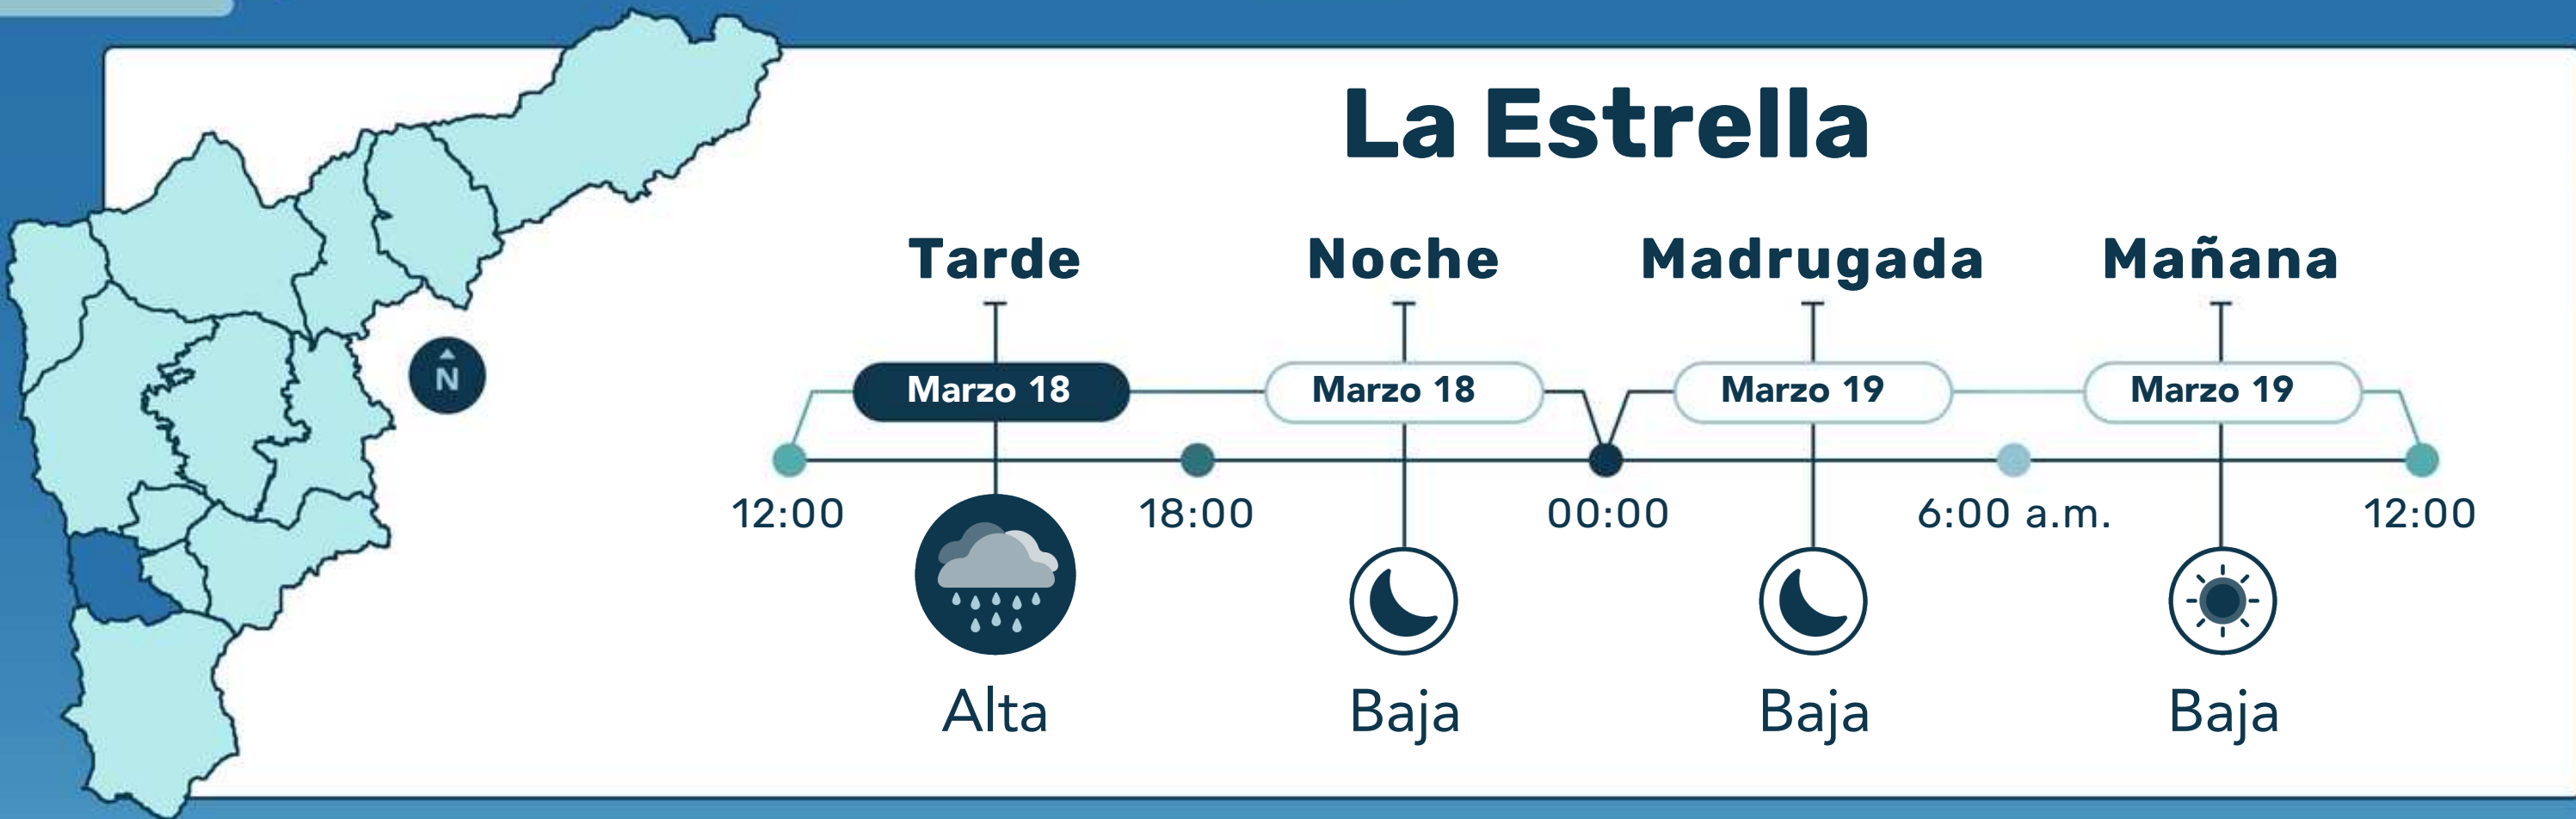 La Estrella
Tarde
Noche
Madrugada
Mañana
Marzo 18
Marzo 18
Marzo 19
Marzo 19
N
12:00
18:00
00:00
6:00 a.m.
12:00
Alta
Baja
Baja
Baja